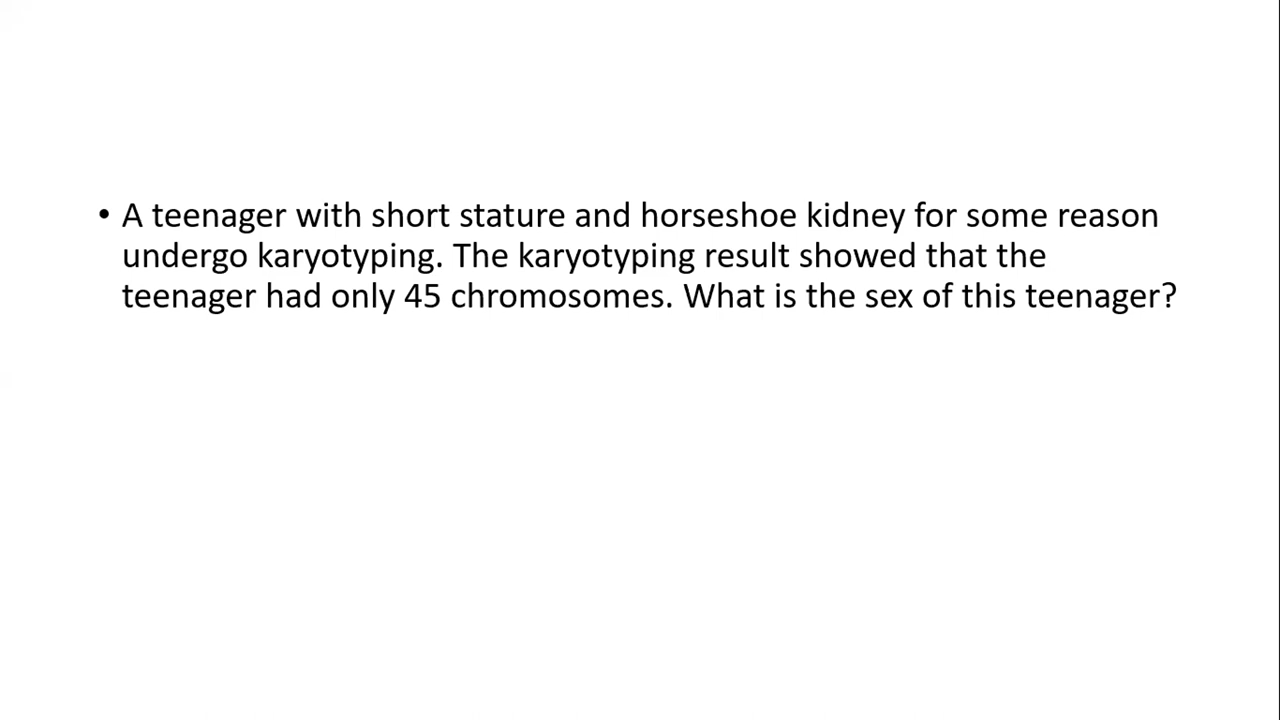 • A teenager with short stature and horseshoe kidney for some reason
undergo karyotyping. The karyotyping result showed that the
teenager had only 45 chromosomes. What is the sex of this teenager?